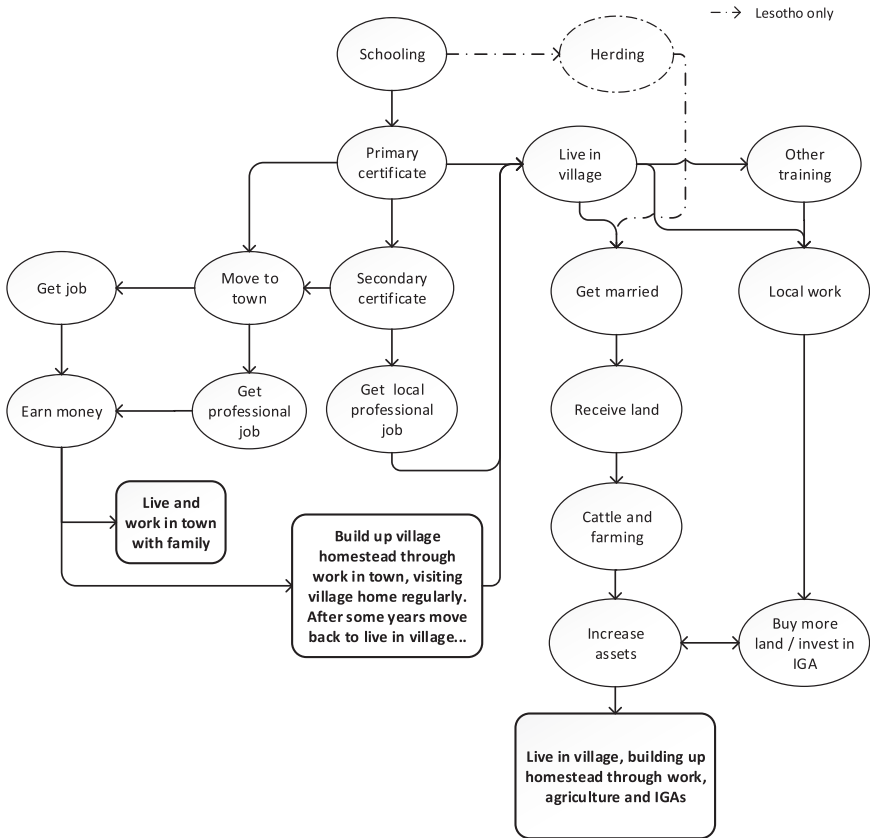 Lesotho only
Schooling
Herding
Primary
certificate
Live in
village
Other
training
Get job
Move to
town
Secondary
certificate
Get married
Local work
Earn money
Get
professional
job
Get local
professional
job
Receive land
Live and
work in town
with family
Build up village
homestead through
work in town, visiting
village home regularly.
After some years move
back to live in village...
Cattle and
farming
Increase
assets
Buy more
land / invest in
IGA
Live in village, building up
homestead through work,
agriculture and IGAs